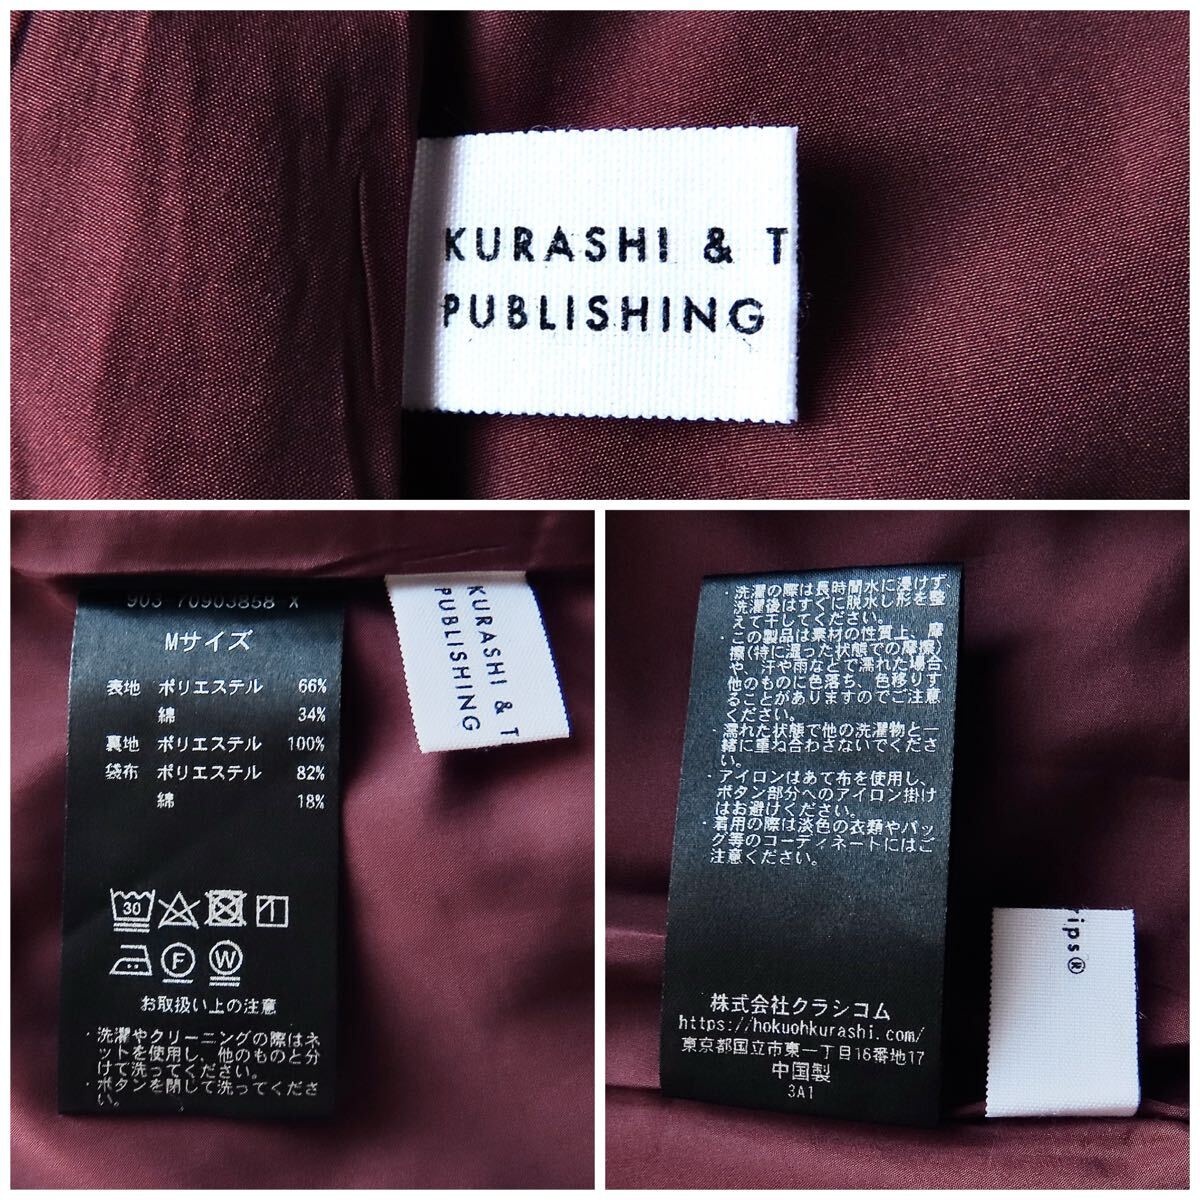 KURASHI & T
PUBLISHING
903 70903858 X
Mサイズ
表地 ポリエステル 66%
綿 34%
裏地 ポリエステル 100%
袋布 ポリエステル 82%
綿 18%
30
F
W
お取扱い上の注意
・洗濯やクリーニングの際はネ
ットを使用し、他のものと分
けて洗ってください。
・ボタンを閉じて洗ってくださ
い。
KURASHI & T
PUBLISHING
・洗濯の際は長時間水に浸けず、
洗濯後はすぐに脱水し形を整
えて干してください。
・この製品は素材の性質上、摩
擦(特に湿った状態での摩擦)
や、汗や雨などで濡れた場合
他のものに色落ち、色移りす
ることがありますのでご注意
ください。
・濡れた状態で他の洗濯物と一
緒に重ね合わさないでくださ
い。
・アイロンはあて布を使用し、
ボタン部分へのアイロン掛け
はお避けください。
・着用の際は淡色の衣類やバッ
グ等のコーディネートにはご
注意ください。
株式会社クラシコム
https://hokuohkurashi.com/
東京都国立市東一丁目16番地17
中国製
3A1
rips®